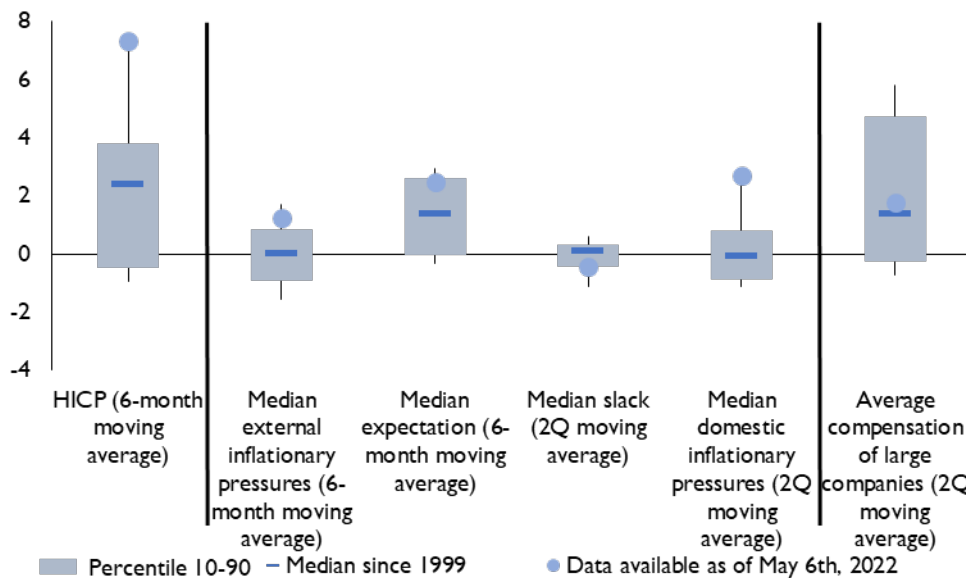 8
6
4
2
0
-2
-4
HICP (6-month
moving
average)
Median
external
inflationary
pressures (6-
month moving
average)
Median
expectation (6-
month moving
average)
Median slack
(2Q moving
average)
Median
domestic
inflationary
pressures (2Q
moving
average)
Average
compensation
of large
companies (2Q
moving
average)
Percentile 10-90
Median since 1999
Data available as of May 6th, 2022